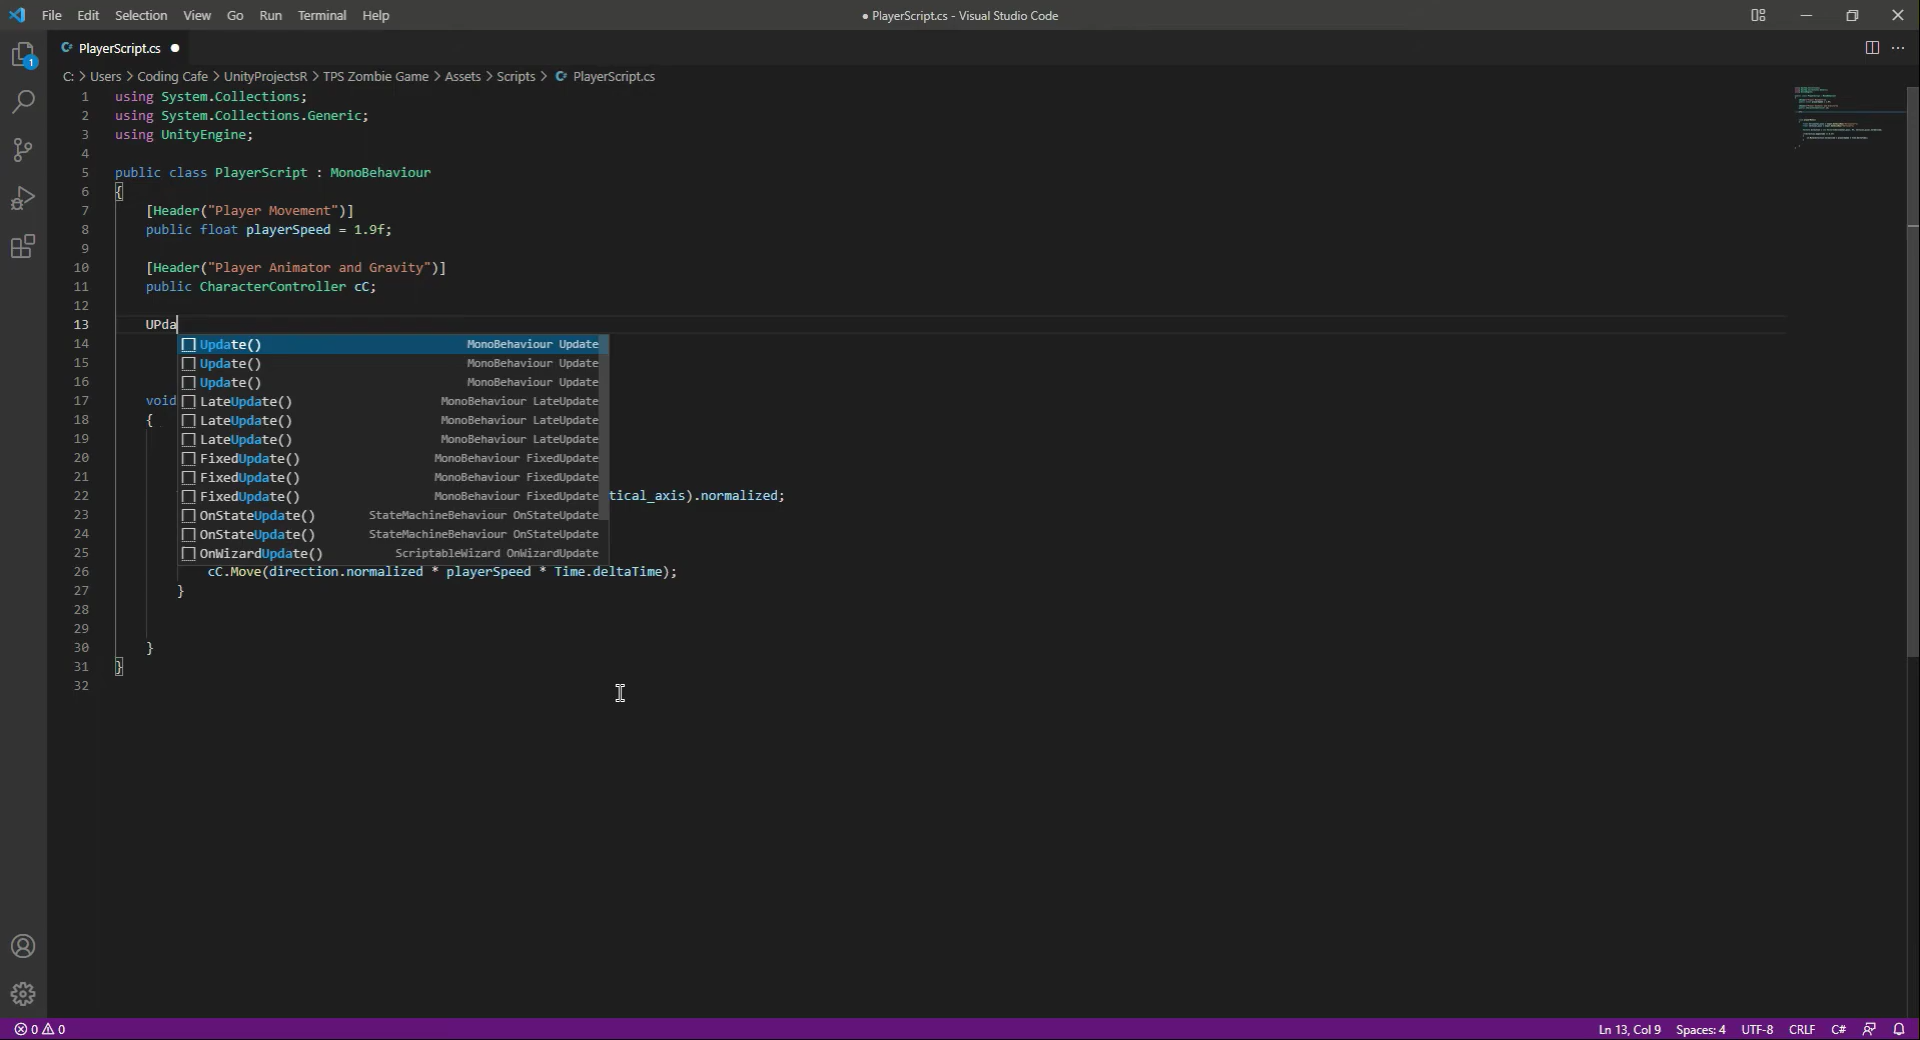 File Edit Selection View Go Run Terminal Help
● PlayerScript.cs - Visual Studio Code
PlayerScript.cs ●
C: > Users > Coding Cafe > UnityProjectsR > TPS Zombie Game > Assets > Scripts > PlayerScript.cs
1 using System.Collections;
2 using System.Collections.Generic;
3 using UnityEngine;
4
5 public class PlayerScript : MonoBehaviour
6 {
7 [Header("Player Movement")]
8 public float playerSpeed = 1.9f;
9
10 [Header("Player Animator and Gravity")]
11 public CharacterController cC;
12
13 UPda
14 Update() MonoBehaviour Update
15 Update() MonoBehaviour Update
16 Update() MonoBehaviour Update
17 void LateUpdate() MonoBehaviour LateUpdate
18 { LateUpdate() MonoBehaviour LateUpdate
19 LateUpdate() MonoBehaviour LateUpdate
20 FixedUpdate() MonoBehaviour FixedUpdate
21 FixedUpdate() MonoBehaviour FixedUpdate
22 FixedUpdate() MonoBehaviour FixedUpdate tical_axis).normalized;
23 OnStateUpdate() StateMachineBehaviour OnStateUpdate
24 OnStateUpdate() StateMachineBehaviour OnStateUpdate
25 OnWizardUpdate() ScriptableWizard OnWizardUpdate
26 cC.Move(direction.normalized * playerSpeed * Time.deltaTime);
27 }
28
29
30 }
31 }
32
1
0 0 Ln 13, Col 9 Spaces: 4 UTF-8 CRLF C#